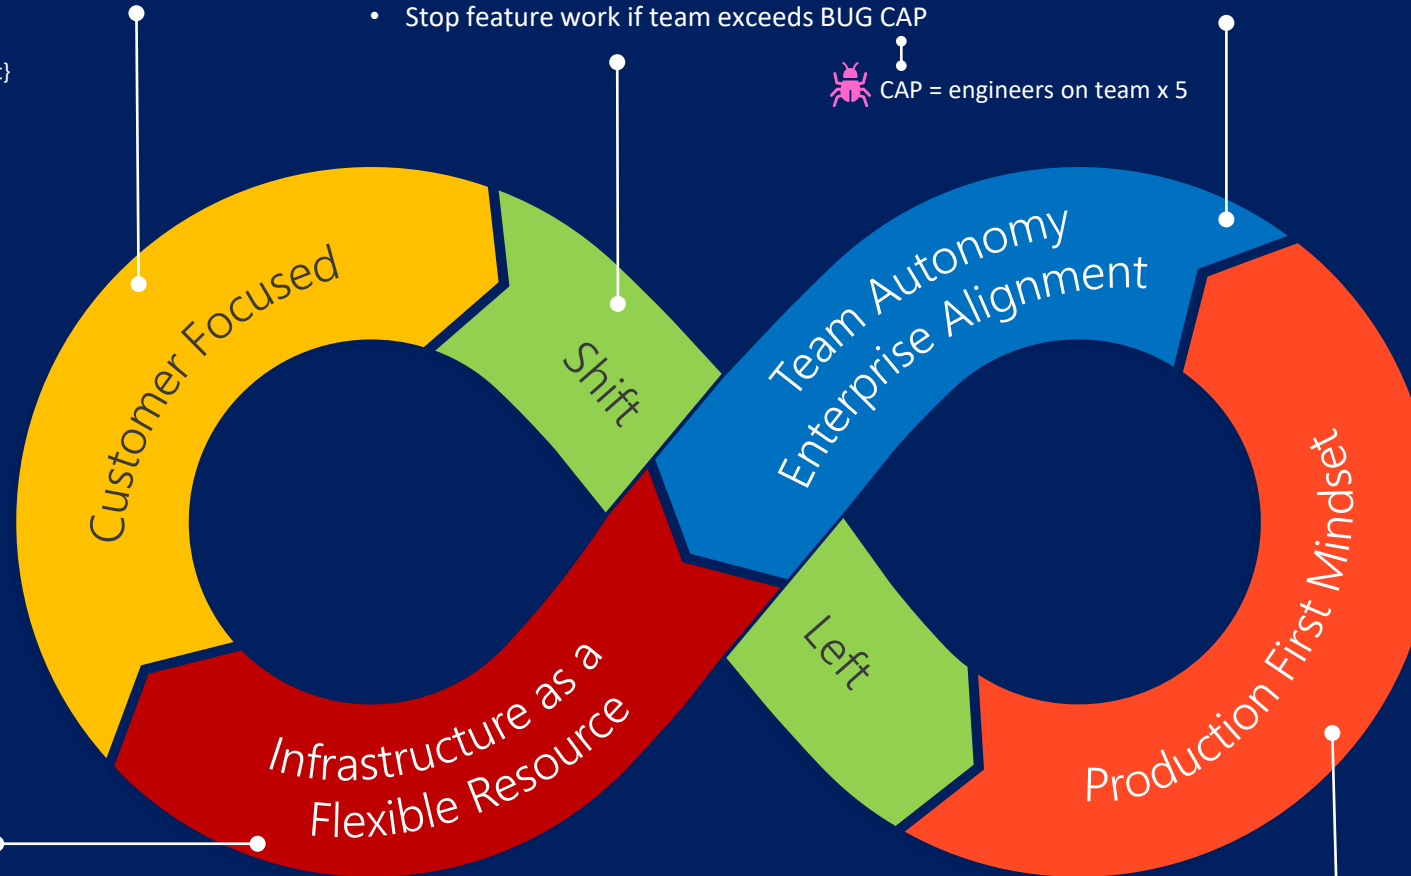 • Stop feature work if team exceeds BUG CAP
t}
CAP = engineers on team x 5
Customer Focused
Shift
Team Autonomy
Enterprise Alignment
Left
Production First Mindset
Infrastructure as a
Flexible Resource